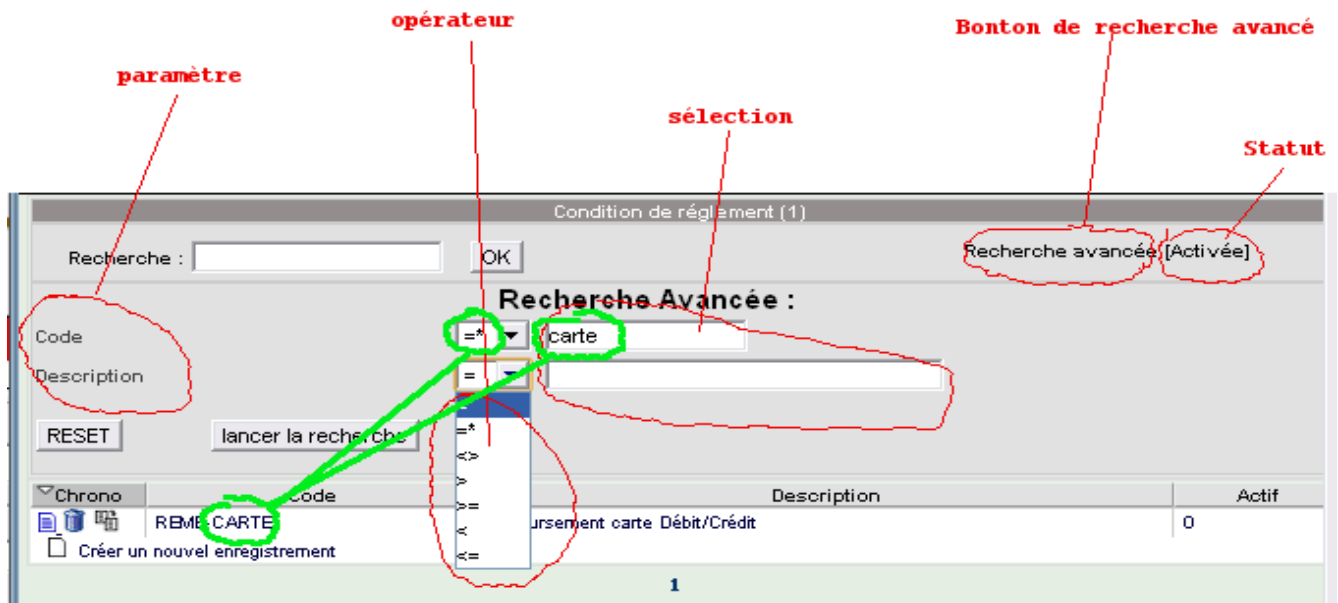 opérateur
Bonton de recherche avancé
paramètre
sélection
Statut
Condition de réglement (1)
Recherche : OK Recherche avancée [Activée]
Recherche Avancée :
Code =* carte
Description =
=
=*
RESET lancer la recherche
<>
>
>=
<
<=
Chrono Code Description Actif
REME-CARTE ursement carte Débit/Crédit O
Créer un nouvel enregistrement
1